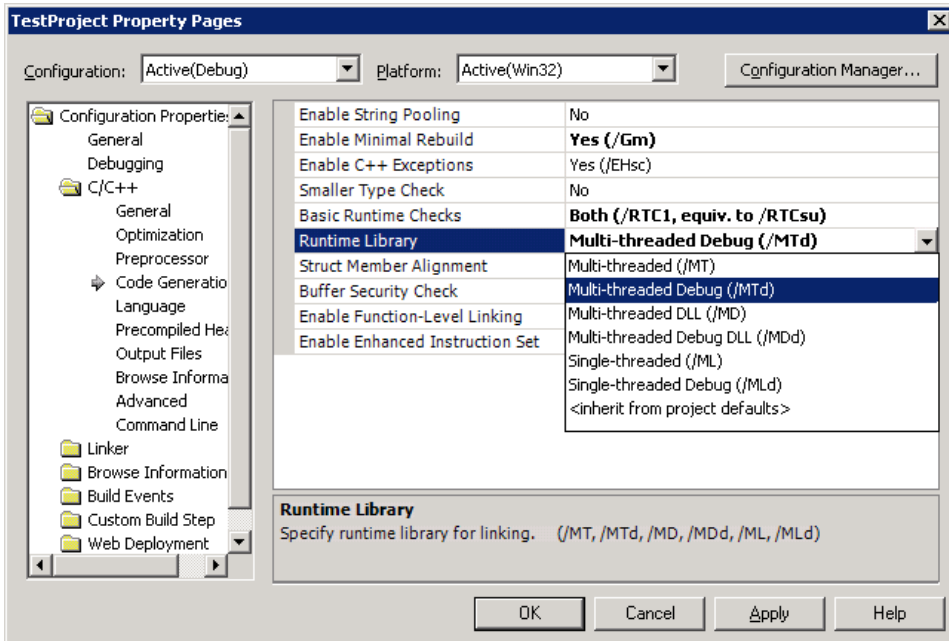 TestProject Property Pages
Configuration: Active(Debug) Platform: Active(Win32) Configuration Manager...
Configuration Propertie
General
Debugging
C/C++
General
Optimization
Preprocessor
Code Generatio
Language
Precompiled Hea
Output Files
Browse Informa
Advanced
Command Line
Linker
Browse Information
Build Events
Custom Build Step
Web Deployment
Enable String Pooling No
Enable Minimal Rebuild Yes (/Gm)
Enable C++ Exceptions Yes (/EHsc)
Smaller Type Check No
Basic Runtime Checks Both (/RTC1, equiv. to /RTCsu)
Runtime Library Multi-threaded Debug (/MTd)
Struct Member Alignment
Buffer Security Check
Enable Function-Level Linking
Enable Enhanced Instruction Set
Multi-threaded (/MT)
Multi-threaded Debug (/MTd)
Multi-threaded DLL (/MD)
Multi-threaded Debug DLL (/MDd)
Single-threaded (/ML)
Single-threaded Debug (/MLd)
<inherit from project defaults>
Runtime Library
Specify runtime library for linking. (/MT, /MTd, /MD, /MDd, /ML, /MLd)
OK Cancel Apply Help